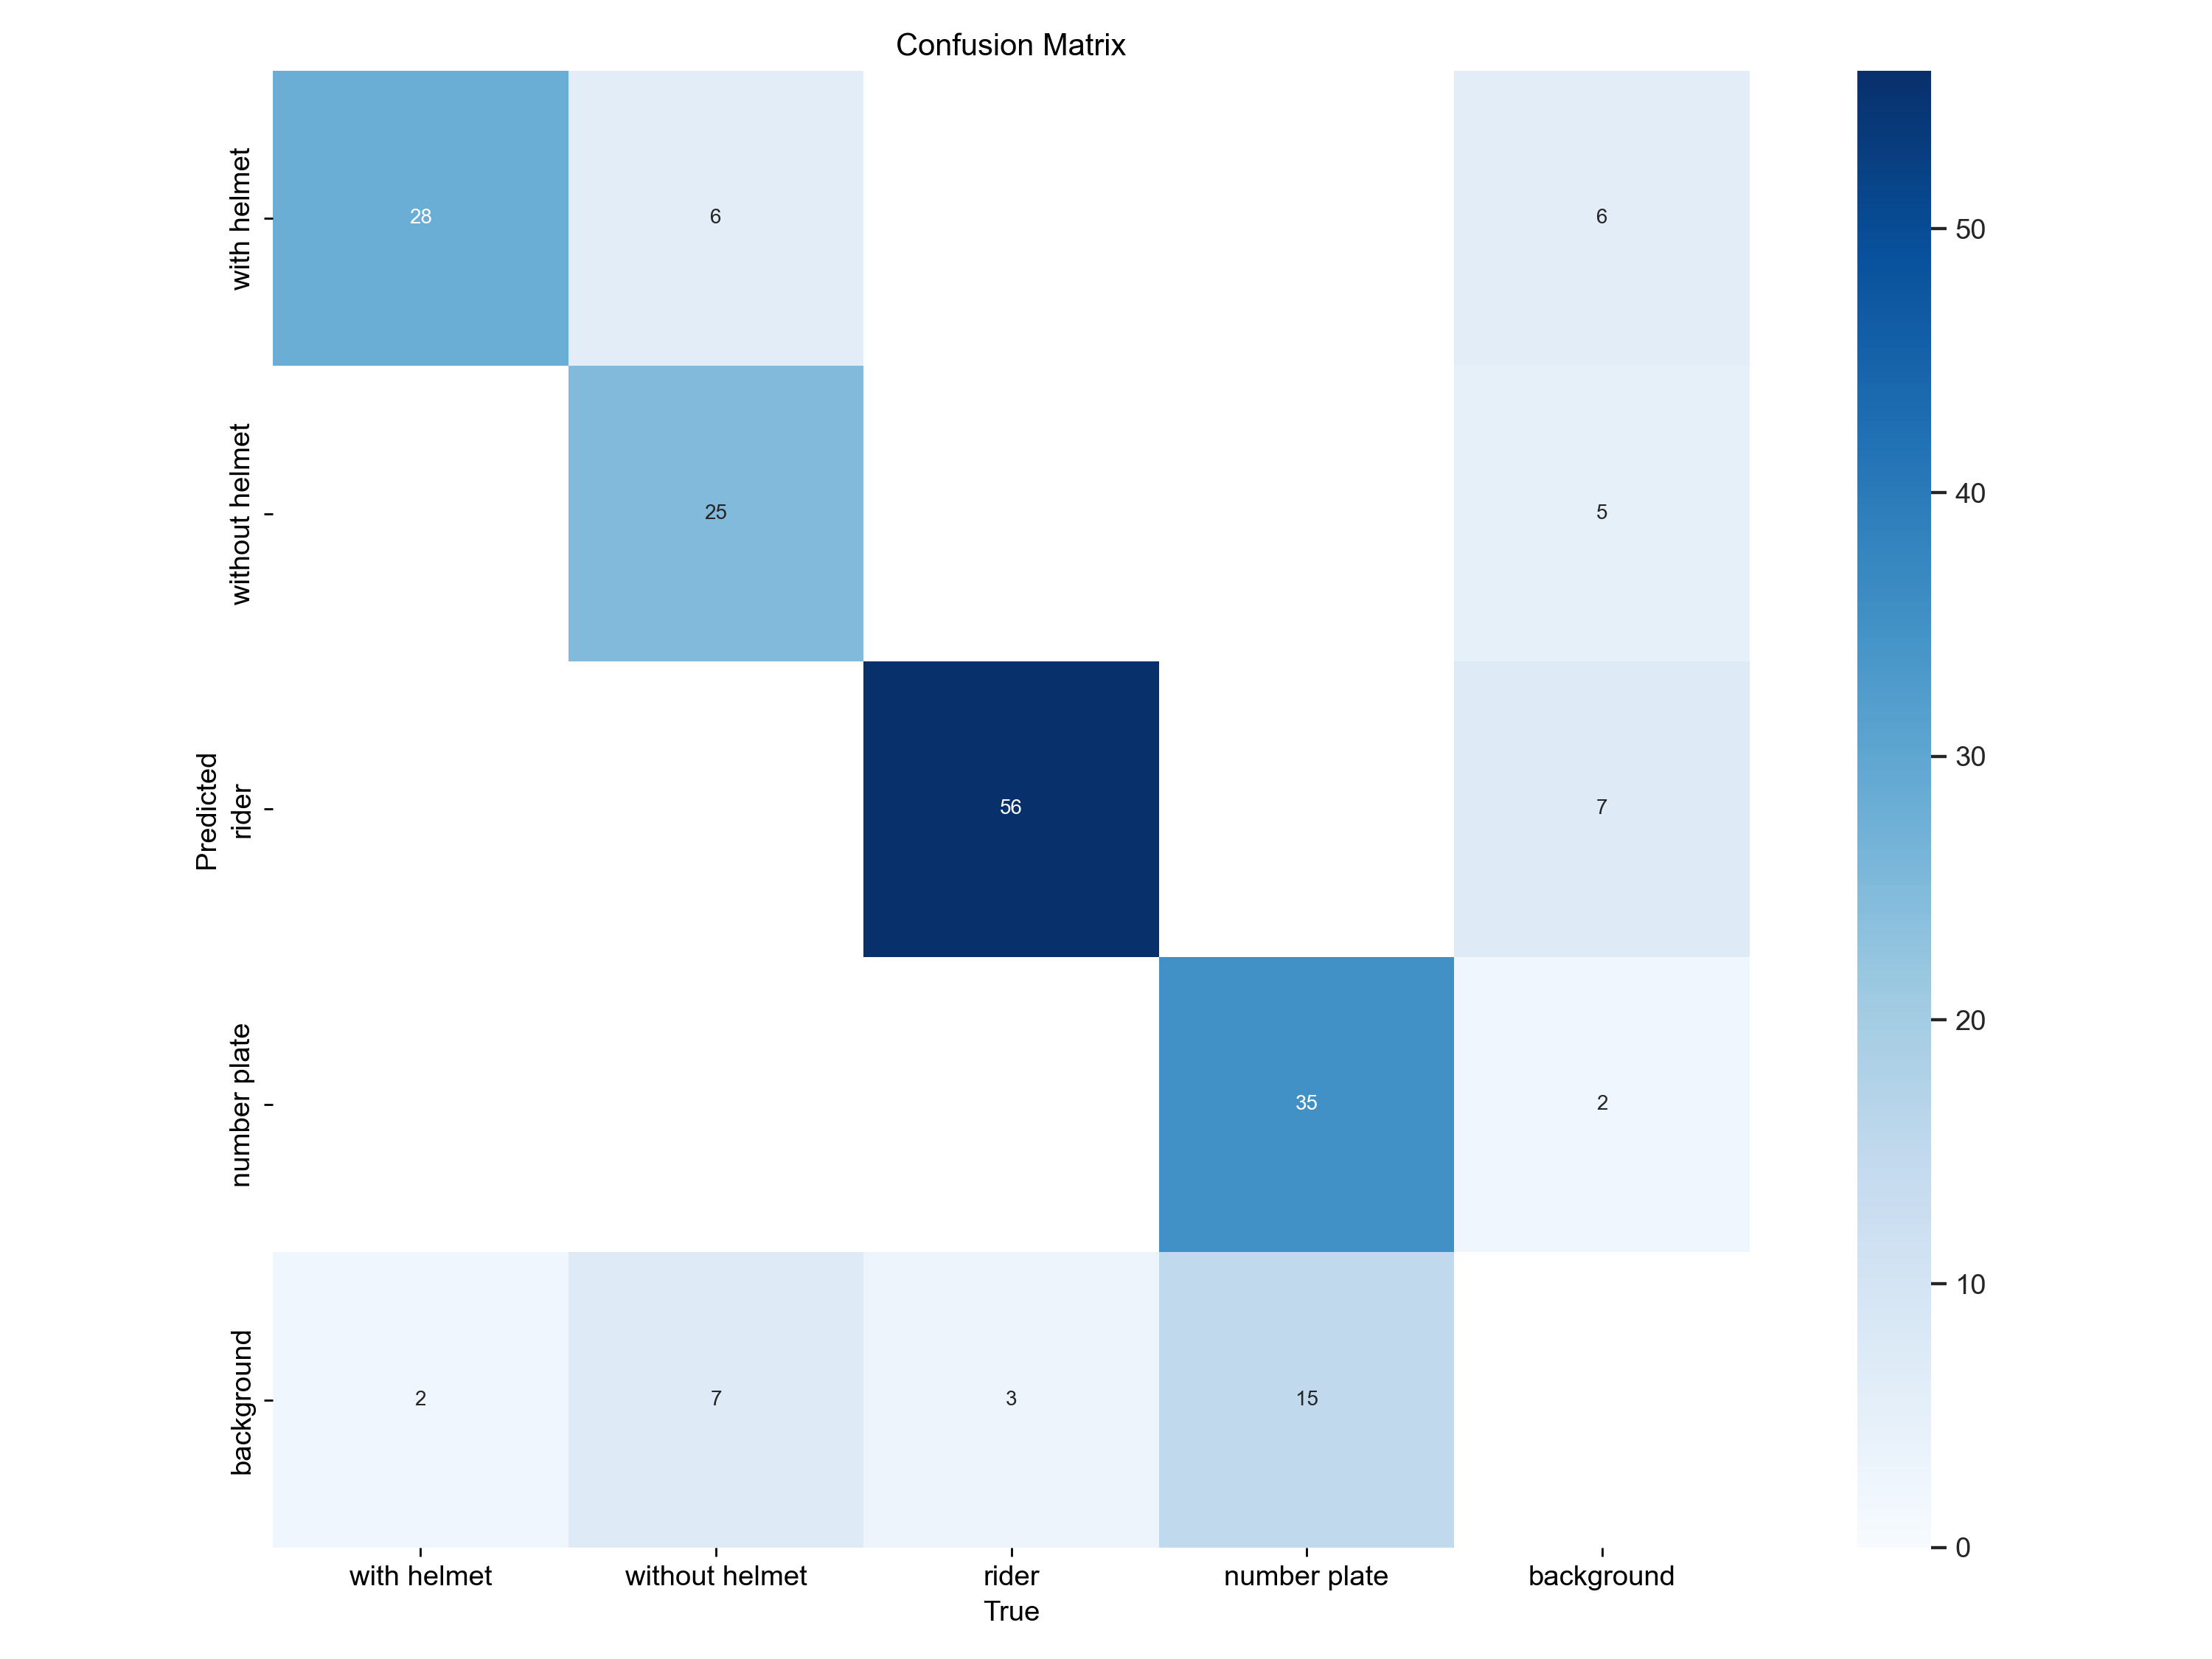 Confusion Matrix
with helmet
28
6
6
50
without helmet
25
5
40
Predicted
rider
56
7
30
number plate
35
2
20
background
2
7
3
15
10
0
with helmet
without helmet
rider
number plate
background
True